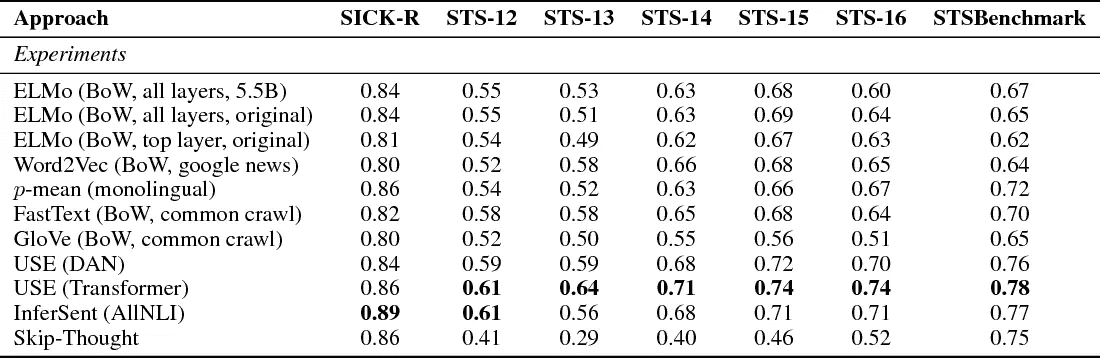 Approach SICK-R STS-12 STS-13 STS-14 STS-15 STS-16 STSBenchmark
Experiments
ELMo (BoW, all layers, 5.5B) 0.84 0.55 0.53 0.63 0.68 0.60 0.67
ELMo (BoW, all layers, original) 0.84 0.55 0.51 0.63 0.69 0.64 0.65
ELMo (BoW, top layer, original) 0.81 0.54 0.49 0.62 0.67 0.63 0.62
Word2Vec (BoW, google news) 0.80 0.52 0.58 0.66 0.68 0.65 0.64
p-mean (monolingual) 0.86 0.54 0.52 0.63 0.66 0.67 0.72
FastText (BoW, common crawl) 0.82 0.58 0.58 0.65 0.68 0.64 0.70
GloVe (BoW, common crawl) 0.80 0.52 0.50 0.55 0.56 0.51 0.65
USE (DAN) 0.84 0.59 0.59 0.68 0.72 0.70 0.76
USE (Transformer) 0.86 0.61 0.64 0.71 0.74 0.74 0.78
InferSent (AllNLI) 0.89 0.61 0.56 0.68 0.71 0.71 0.77
Skip-Thought 0.86 0.41 0.29 0.40 0.46 0.52 0.75